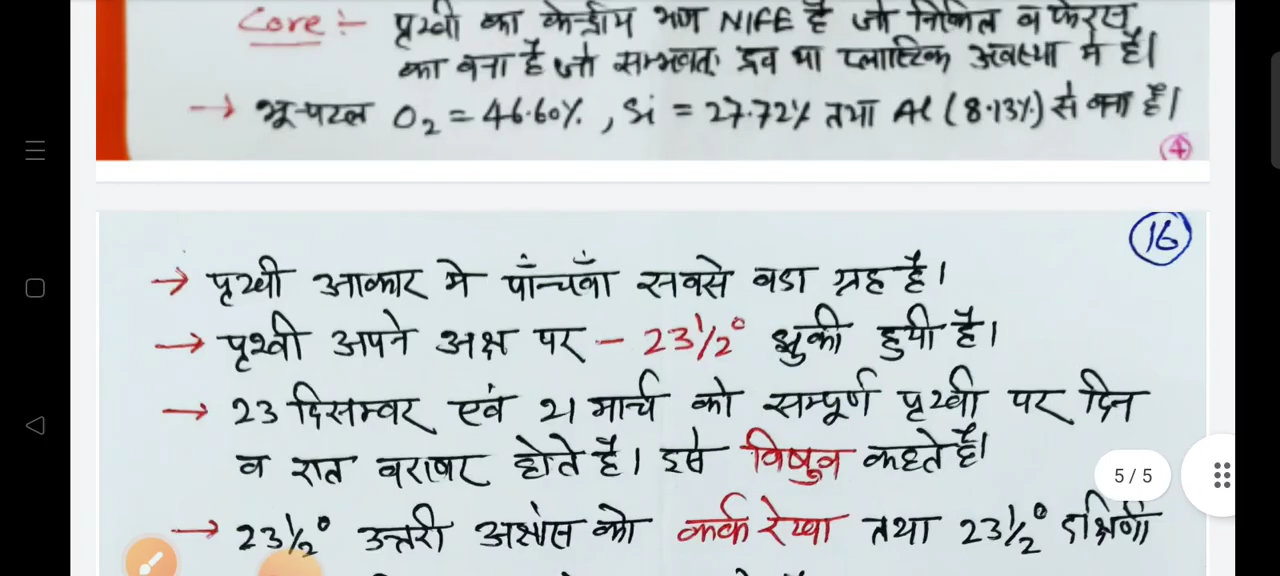 Core :- पृथ्वी का केन्द्रीय भाग NIFE है जो निकिल व फेरस
का बना है जो सम्भवतः द्रव या प्लास्टिक अवस्था मे है।
→ भू-पटल O₂ = 46.60%, Si = 27.72% तथा Al (8.13%) से बना है।
4
16
→ पृथ्वी आकार मे पाँचवाँ सबसे बडा ग्रह है।
→ पृथ्वी अपने अक्ष पर - 23½° झुकी हुयी है।
→ 23 दिसम्बर एवं 21 मार्च को सम्पूर्ण पृथ्वी पर दिन
व रात बराबर होते है। इसे विषुव कहते है।
5 / 5
→ 23½° उत्तरी अक्षांस को कर्क रेखा तथा 23½° दक्षिणी